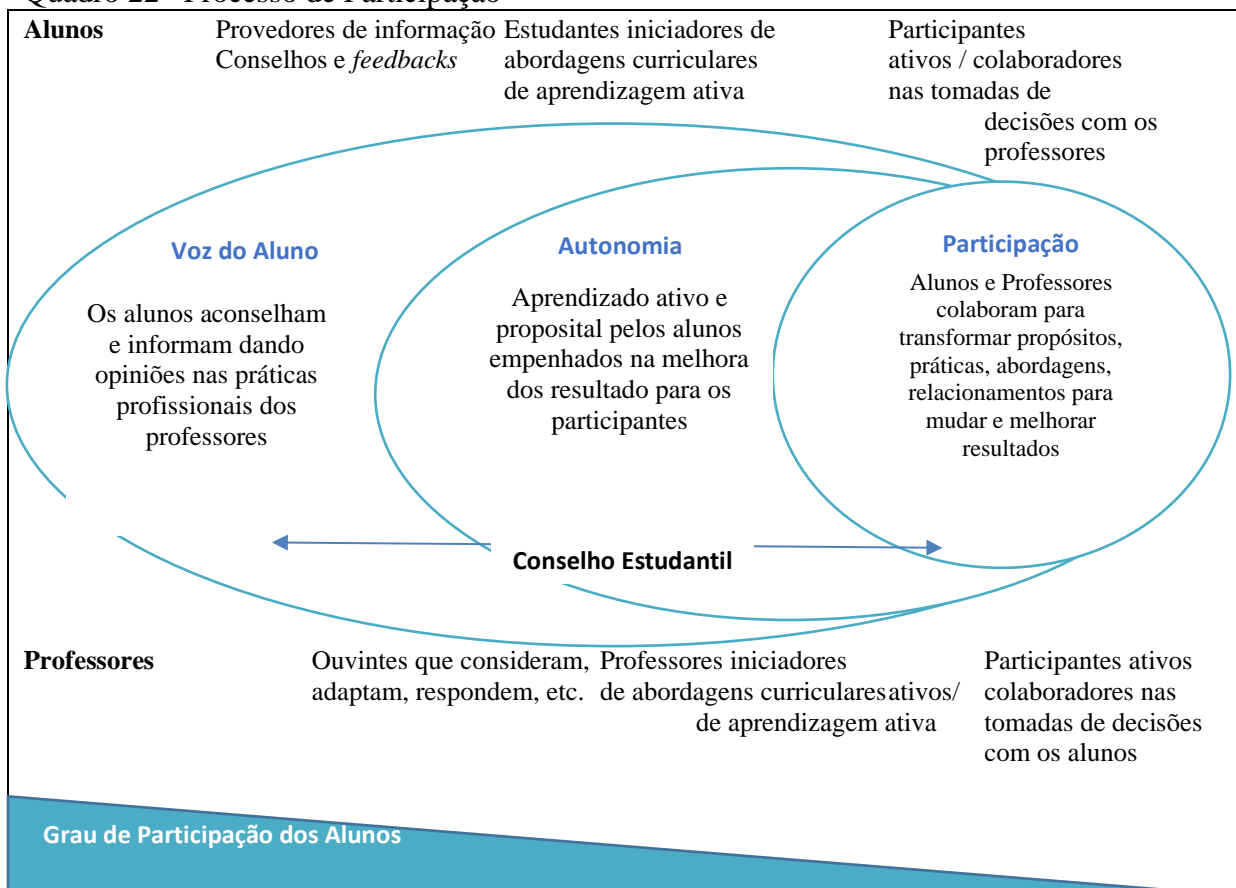 Quadro 22 - Processo de Participação
Alunos
Provedores de informação
Conselhos e feedbacks
Estudantes iniciadores de
abordagens curriculares
de aprendizagem ativa
Participantes
ativos / colaboradores
nas tomadas de
decisões com os
professores
Voz do Aluno
Os alunos aconselham
e informam dando
opiniões nas práticas
profissionais dos
professores
Autonomia
Aprendizado ativo e
proposital pelos alunos
empenhados na melhora
dos resultado para os
participantes
Participação
Alunos e Professores
colaboram para
transformar propósitos,
práticas, abordagens,
relacionamentos para
mudar e melhorar
resultados
Conselho Estudantil
Professores
Ouvintes que consideram,
adaptam, respondem, etc.
Professores iniciadores
de abordagens curriculares ativos/
de aprendizagem ativa
Participantes ativos
colaboradores nas
tomadas de decisões
com os alunos
Grau de Participação dos Alunos